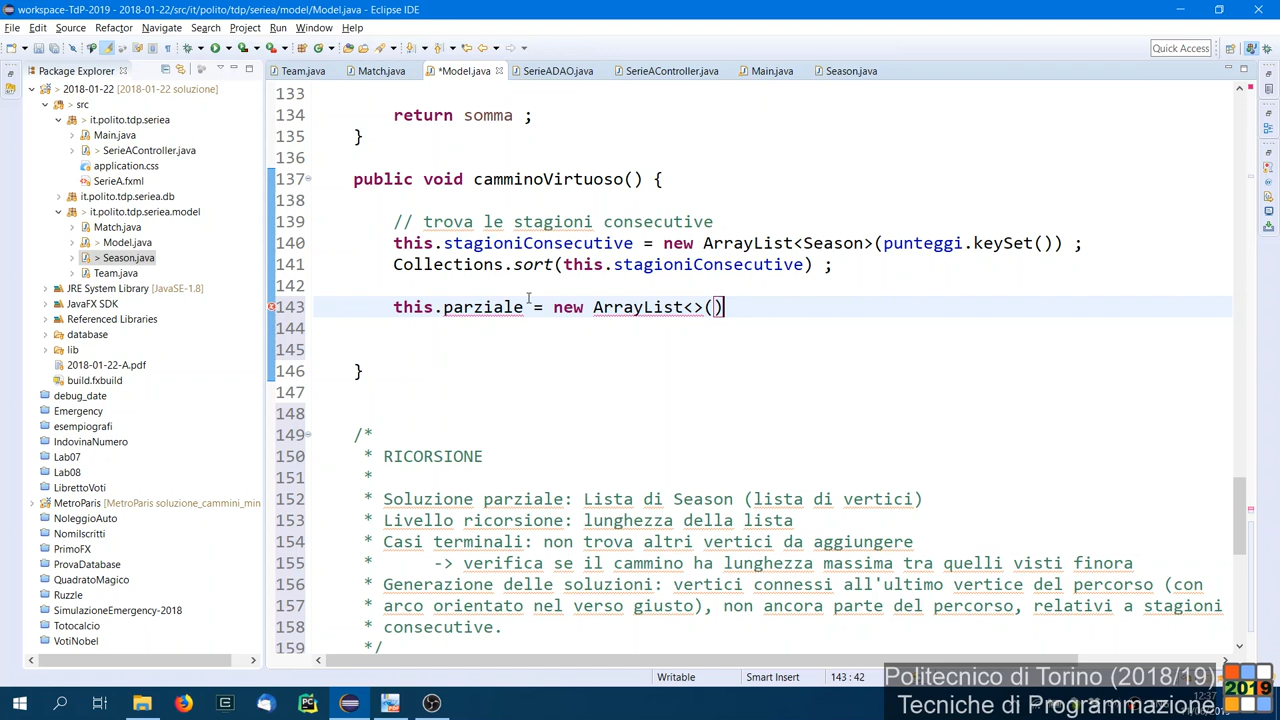 workspace-TdP-2019 - 2018-01-22/src/it/polito/tdp/seriea/model/Model.java - Eclipse IDE
File Edit Source Refactor Navigate Search Project Run Window Help
Quick Access
Package Explorer
Team.java
Match.java
*Model.java
SerieADAO.java
SerieAController.java
Main.java
Season.java
2018-01-22 [2018-01-22 soluzione]
> src
it.polito.tdp.seriea
Main.java
> SerieAController.java
application.css
SerieA.fxml
it.polito.tdp.seriea.db
it.polito.tdp.seriea.model
Match.java
> Model.java
> Season.java
Team.java
JRE System Library [JavaSE-1.8]
JavaFX SDK
Referenced Libraries
database
lib
2018-01-22-A.pdf
build.fxbuild
debug_date
Emergency
esempiografi
IndovinaNumero
Lab07
Lab08
LibrettoVoti
MetroParis [MetroParis soluzione_cammini_min
NoleggioAuto
NomiIscritti
PrimoFX
ProvaDatabase
QuadratoMagico
Ruzzle
SimulazioneEmergency-2018
Totocalcio
VotiNobel
133
134 return somma ;
135 }
136
137 public void camminoVirtuoso() {
138
139 // trova le stagioni consecutive
140 this.stagioniConsecutive = new ArrayList<Season>(punteggi.keySet()) ;
141 Collections.sort(this.stagioniConsecutive) ;
142
143 this.parziale = new ArrayList<>()
144
145
146 }
147
148
149 /*
150 * RICORSIONE
151 *
152 * Soluzione parziale: Lista di Season (lista di vertici)
153 * Livello ricorsione: lunghezza della lista
154 * Casi terminali: non trova altri vertici da aggiungere
155 * -> verifica se il cammino ha lunghezza massima tra quelli visti finora
156 * Generazione delle soluzioni: vertici connessi all'ultimo vertice del percorso (con
157 * arco orientato nel verso giusto), non ancora parte del percorso, relativi a stagioni
158 * consecutive.
159 */
Writable Smart Insert 143 : 42
Politecnico di Torino (2018/19)
Tecniche di Programmazione
2019
12:37